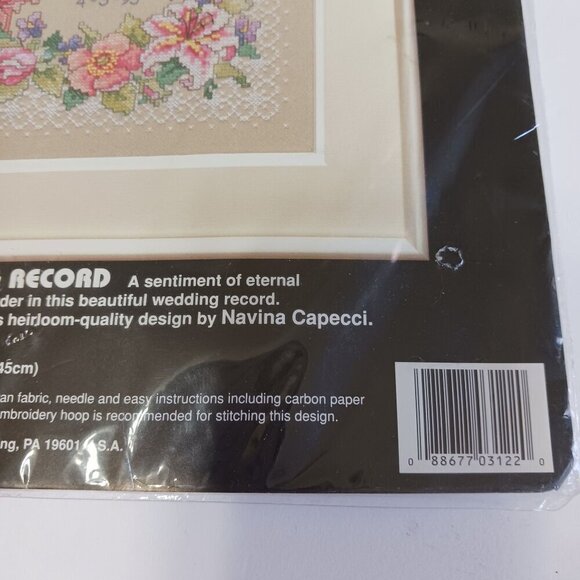 RECORD A sentiment of eternal
der in this beautiful wedding record.
s heirloom-quality design by Navina Capecci.
45cm)
an fabric, needle and easy instructions including carbon paper
embroidery hoop is recommended for stitching this design.
ng, PA 19601 U.S.A.
0 88677 03122 0